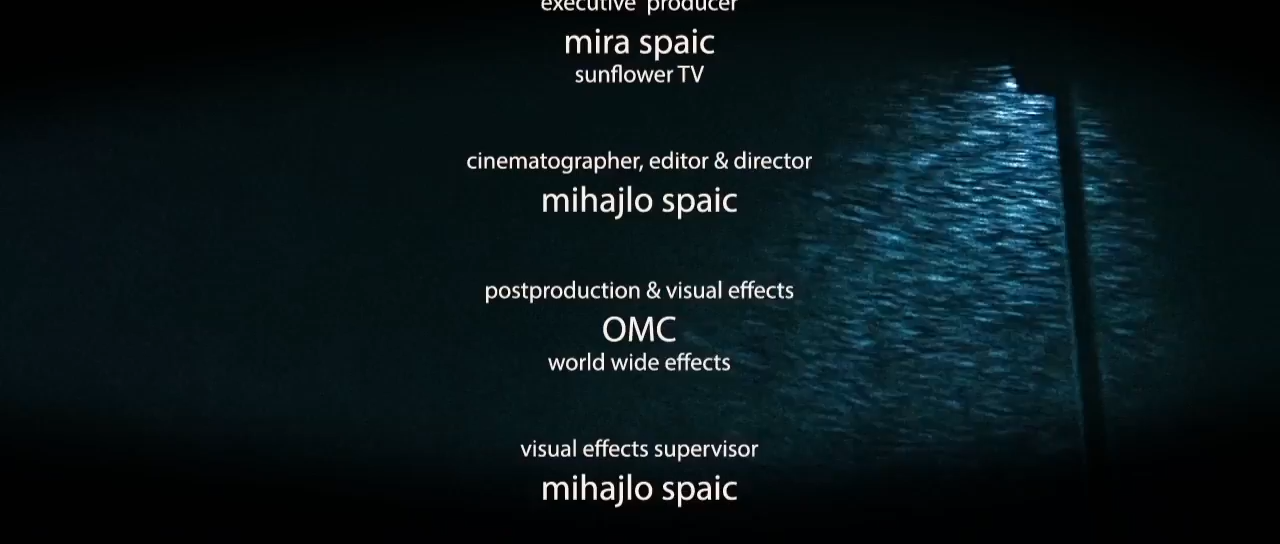 executive producer
mira spaic
sunflower TV
cinematographer, editor & director
mihajlo spaic
postproduction & visual effects
OMC
world wide effects
visual effects supervisor
mihajlo spaic